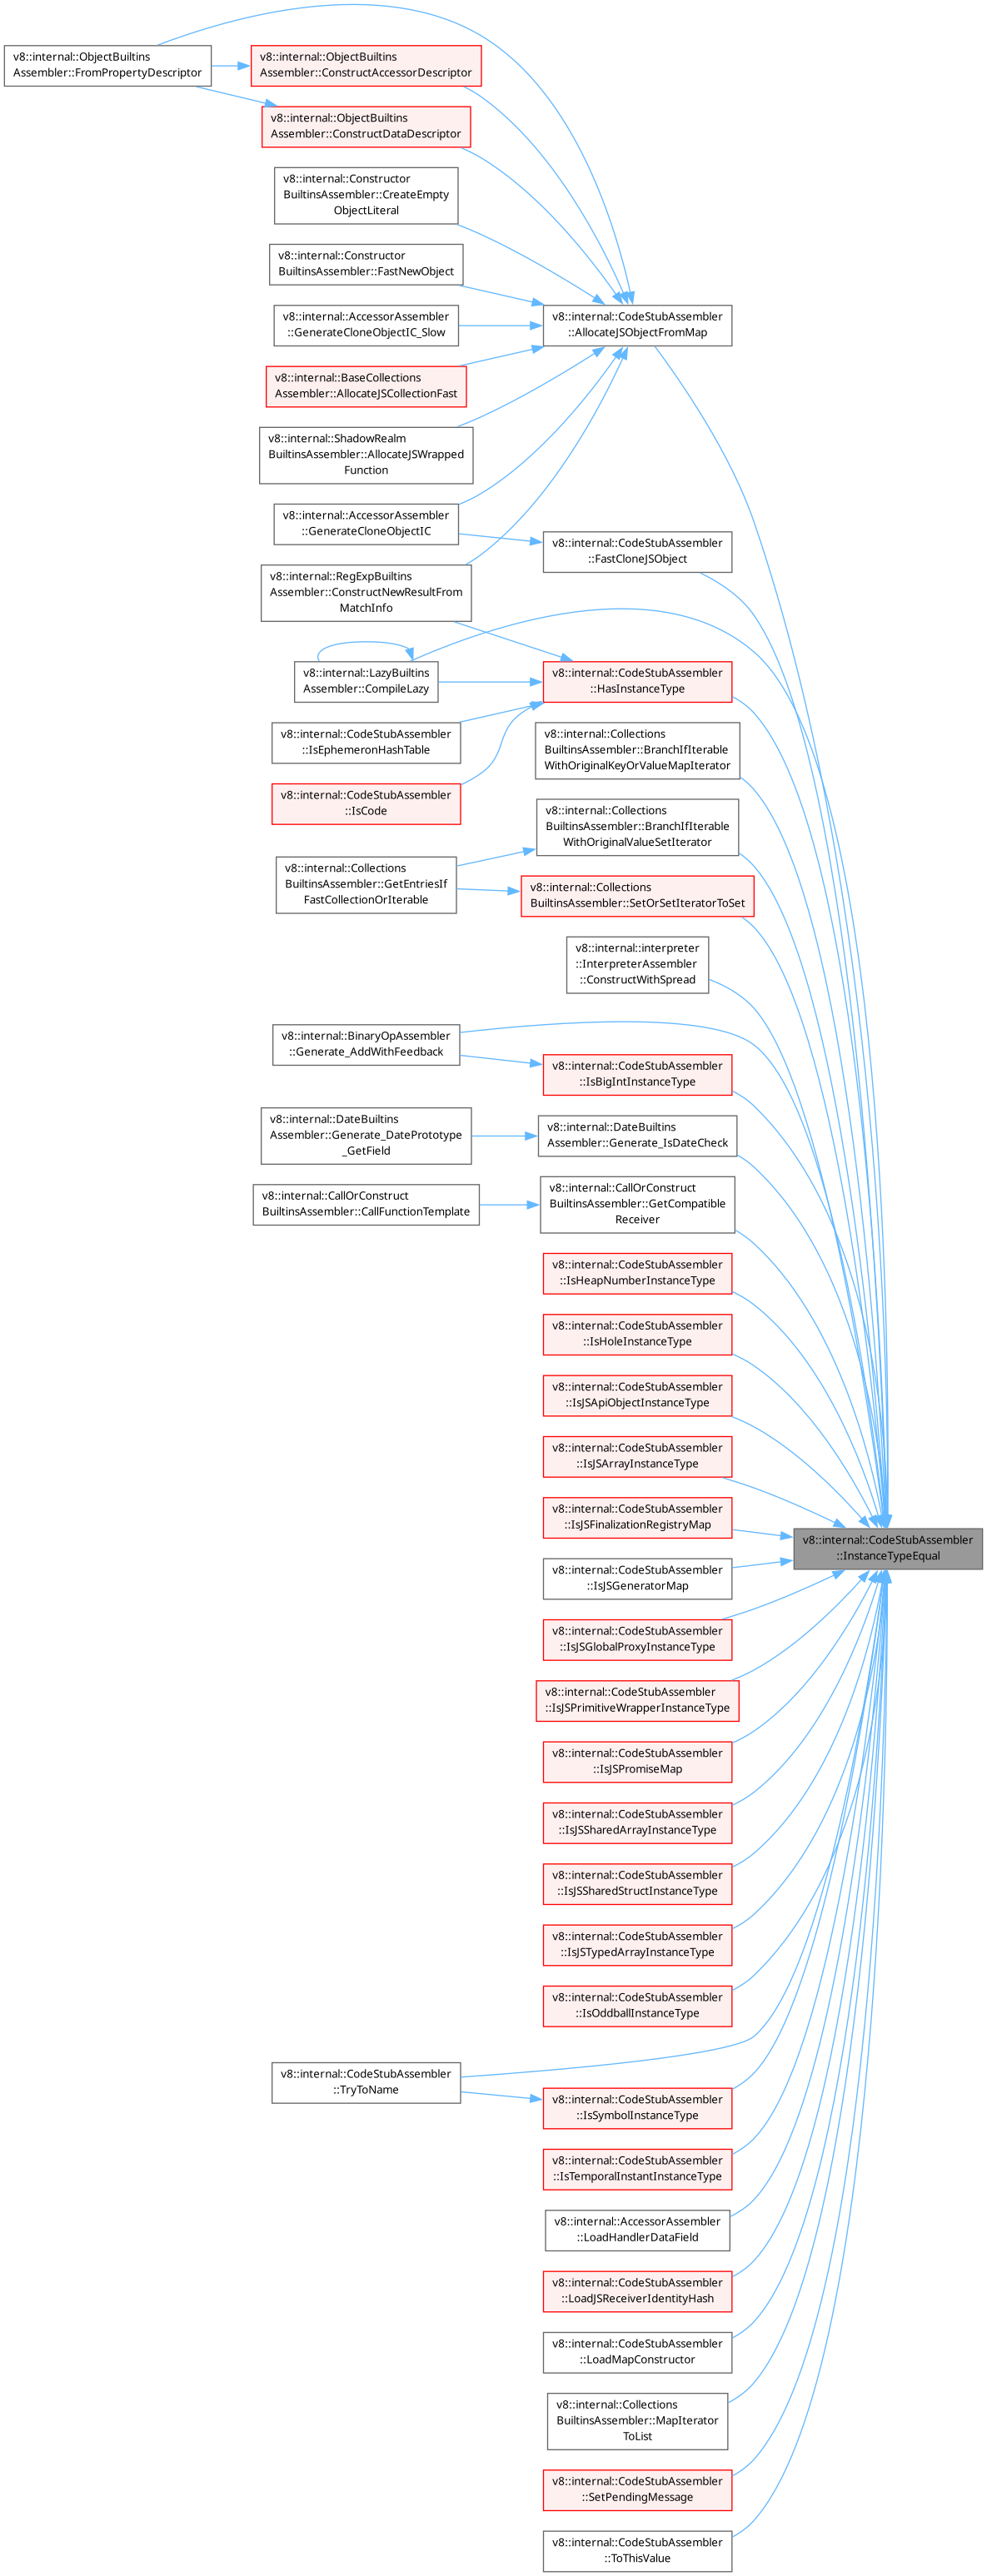 v8::internal::ObjectBuiltins
Assembler::FromPropertyDescriptor
v8::internal::ObjectBuiltins
Assembler::ConstructAccessorDescriptor
v8::internal::ObjectBuiltins
Assembler::ConstructDataDescriptor
v8::internal::Constructor
BuiltinsAssembler::CreateEmpty
ObjectLiteral
v8::internal::Constructor
BuiltinsAssembler::FastNewObject
v8::internal::AccessorAssembler
::GenerateCloneObjectIC_Slow
v8::internal::CodeStubAssembler
::AllocateJSObjectFromMap
v8::internal::BaseCollections
Assembler::AllocateJSCollectionFast
v8::internal::ShadowRealm
BuiltinsAssembler::AllocateJSWrapped
Function
v8::internal::AccessorAssembler
::GenerateCloneObjectIC
v8::internal::CodeStubAssembler
::FastCloneJSObject
v8::internal::RegExpBuiltins
Assembler::ConstructNewResultFrom
MatchInfo
v8::internal::LazyBuiltins
Assembler::CompileLazy
v8::internal::CodeStubAssembler
::HasInstanceType
v8::internal::CodeStubAssembler
::IsEphemeronHashTable
v8::internal::Collections
BuiltinsAssembler::BranchIfIterable
WithOriginalKeyOrValueMapIterator
v8::internal::CodeStubAssembler
::IsCode
v8::internal::Collections
BuiltinsAssembler::BranchIfIterable
WithOriginalValueSetIterator
v8::internal::Collections
BuiltinsAssembler::GetEntriesIf
FastCollectionOrIterable
v8::internal::Collections
BuiltinsAssembler::SetOrSetIteratorToSet
v8::internal::interpreter
::InterpreterAssembler
::ConstructWithSpread
v8::internal::BinaryOpAssembler
::Generate_AddWithFeedback
v8::internal::CodeStubAssembler
::IsBigIntInstanceType
v8::internal::DateBuiltins
Assembler::Generate_DatePrototype
_GetField
v8::internal::DateBuiltins
Assembler::Generate_IsDateCheck
v8::internal::CallOrConstruct
BuiltinsAssembler::CallFunctionTemplate
v8::internal::CallOrConstruct
BuiltinsAssembler::GetCompatible
Receiver
v8::internal::CodeStubAssembler
::IsHeapNumberInstanceType
v8::internal::CodeStubAssembler
::IsHoleInstanceType
v8::internal::CodeStubAssembler
::IsJSApiObjectInstanceType
v8::internal::CodeStubAssembler
::IsJSArrayInstanceType
v8::internal::CodeStubAssembler
::IsJSFinalizationRegistryMap
v8::internal::CodeStubAssembler
::InstanceTypeEqual
v8::internal::CodeStubAssembler
::IsJSGeneratorMap
v8::internal::CodeStubAssembler
::IsJSGlobalProxyInstanceType
v8::internal::CodeStubAssembler
::IsJSPrimitiveWrapperInstanceType
v8::internal::CodeStubAssembler
::IsJSPromiseMap
v8::internal::CodeStubAssembler
::IsJSSharedArrayInstanceType
v8::internal::CodeStubAssembler
::IsJSSharedStructInstanceType
v8::internal::CodeStubAssembler
::IsJSTypedArrayInstanceType
v8::internal::CodeStubAssembler
::IsOddballInstanceType
v8::internal::CodeStubAssembler
::TryToName
v8::internal::CodeStubAssembler
::IsSymbolInstanceType
v8::internal::CodeStubAssembler
::IsTemporalInstantInstanceType
v8::internal::AccessorAssembler
::LoadHandlerDataField
v8::internal::CodeStubAssembler
::LoadJSReceiverIdentityHash
v8::internal::CodeStubAssembler
::LoadMapConstructor
v8::internal::Collections
BuiltinsAssembler::MapIterator
ToList
v8::internal::CodeStubAssembler
::SetPendingMessage
v8::internal::CodeStubAssembler
::ToThisValue